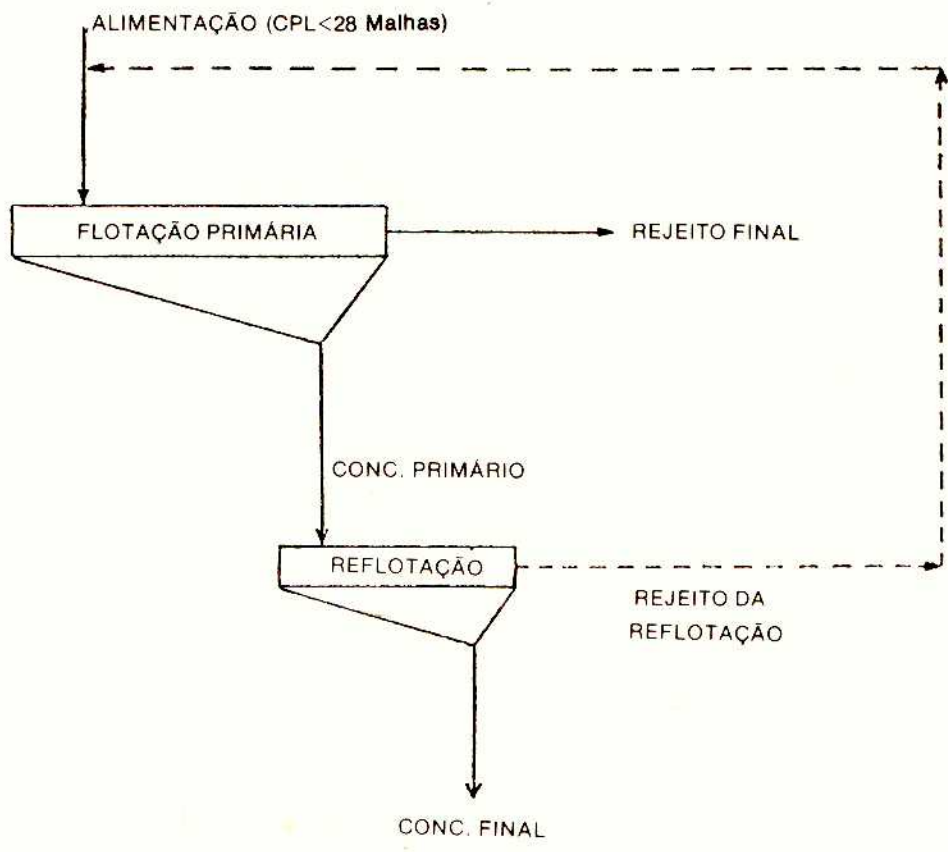 ALIMENTAÇÃO (CPL<28 Malhas)
FLOTAÇÃO PRIMÁRIA
REJEITO FINAL
CONC. PRIMÁRIO
REFLOTAÇÃO
REJEITO DA
REFLOTAÇÃO
CONC. FINAL